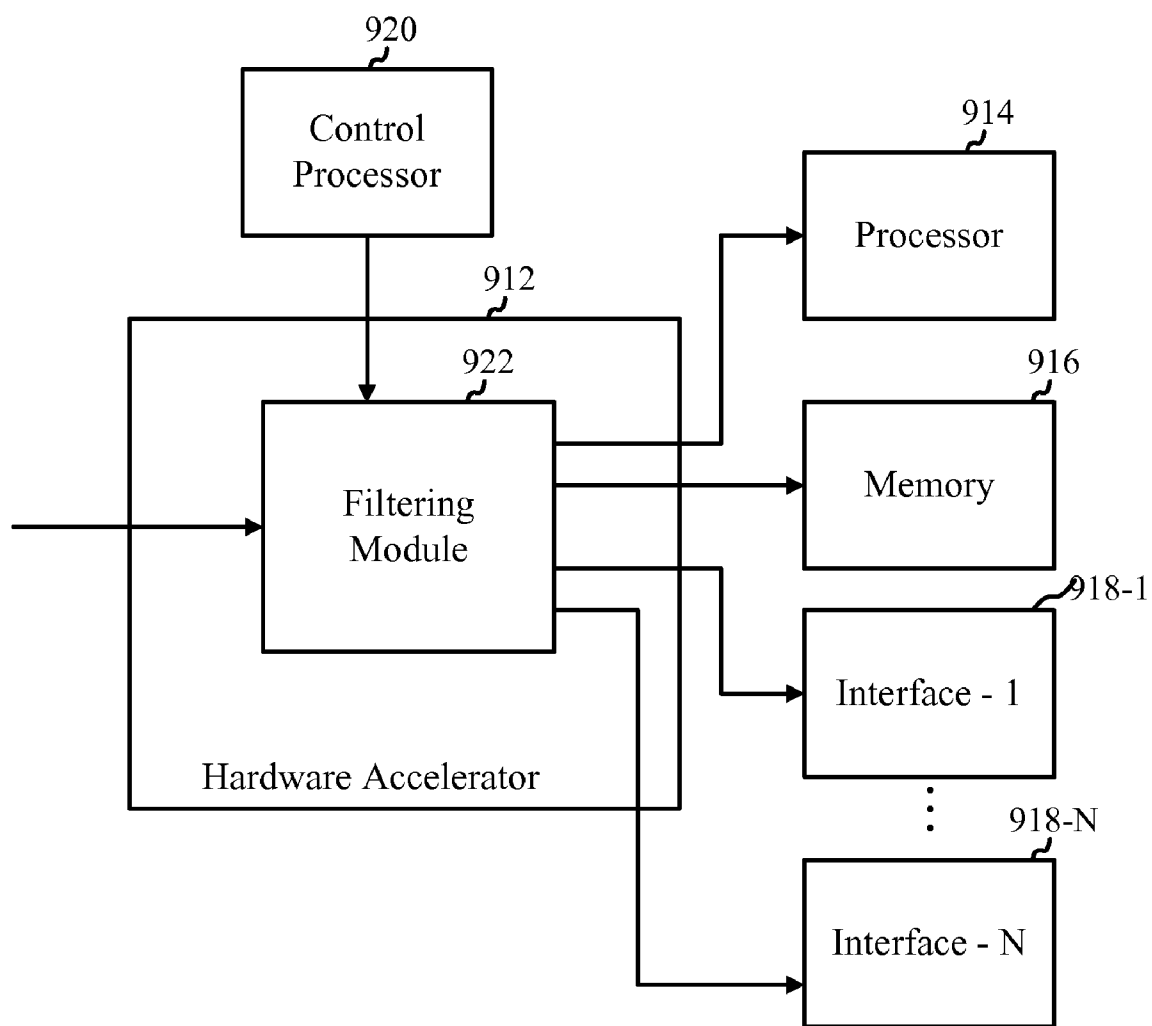 920
Control
Processor
914
Processor
912
922
Filtering
Module
916
Memory
918-1
Interface - 1
Hardware Accelerator
918-N
Interface - N